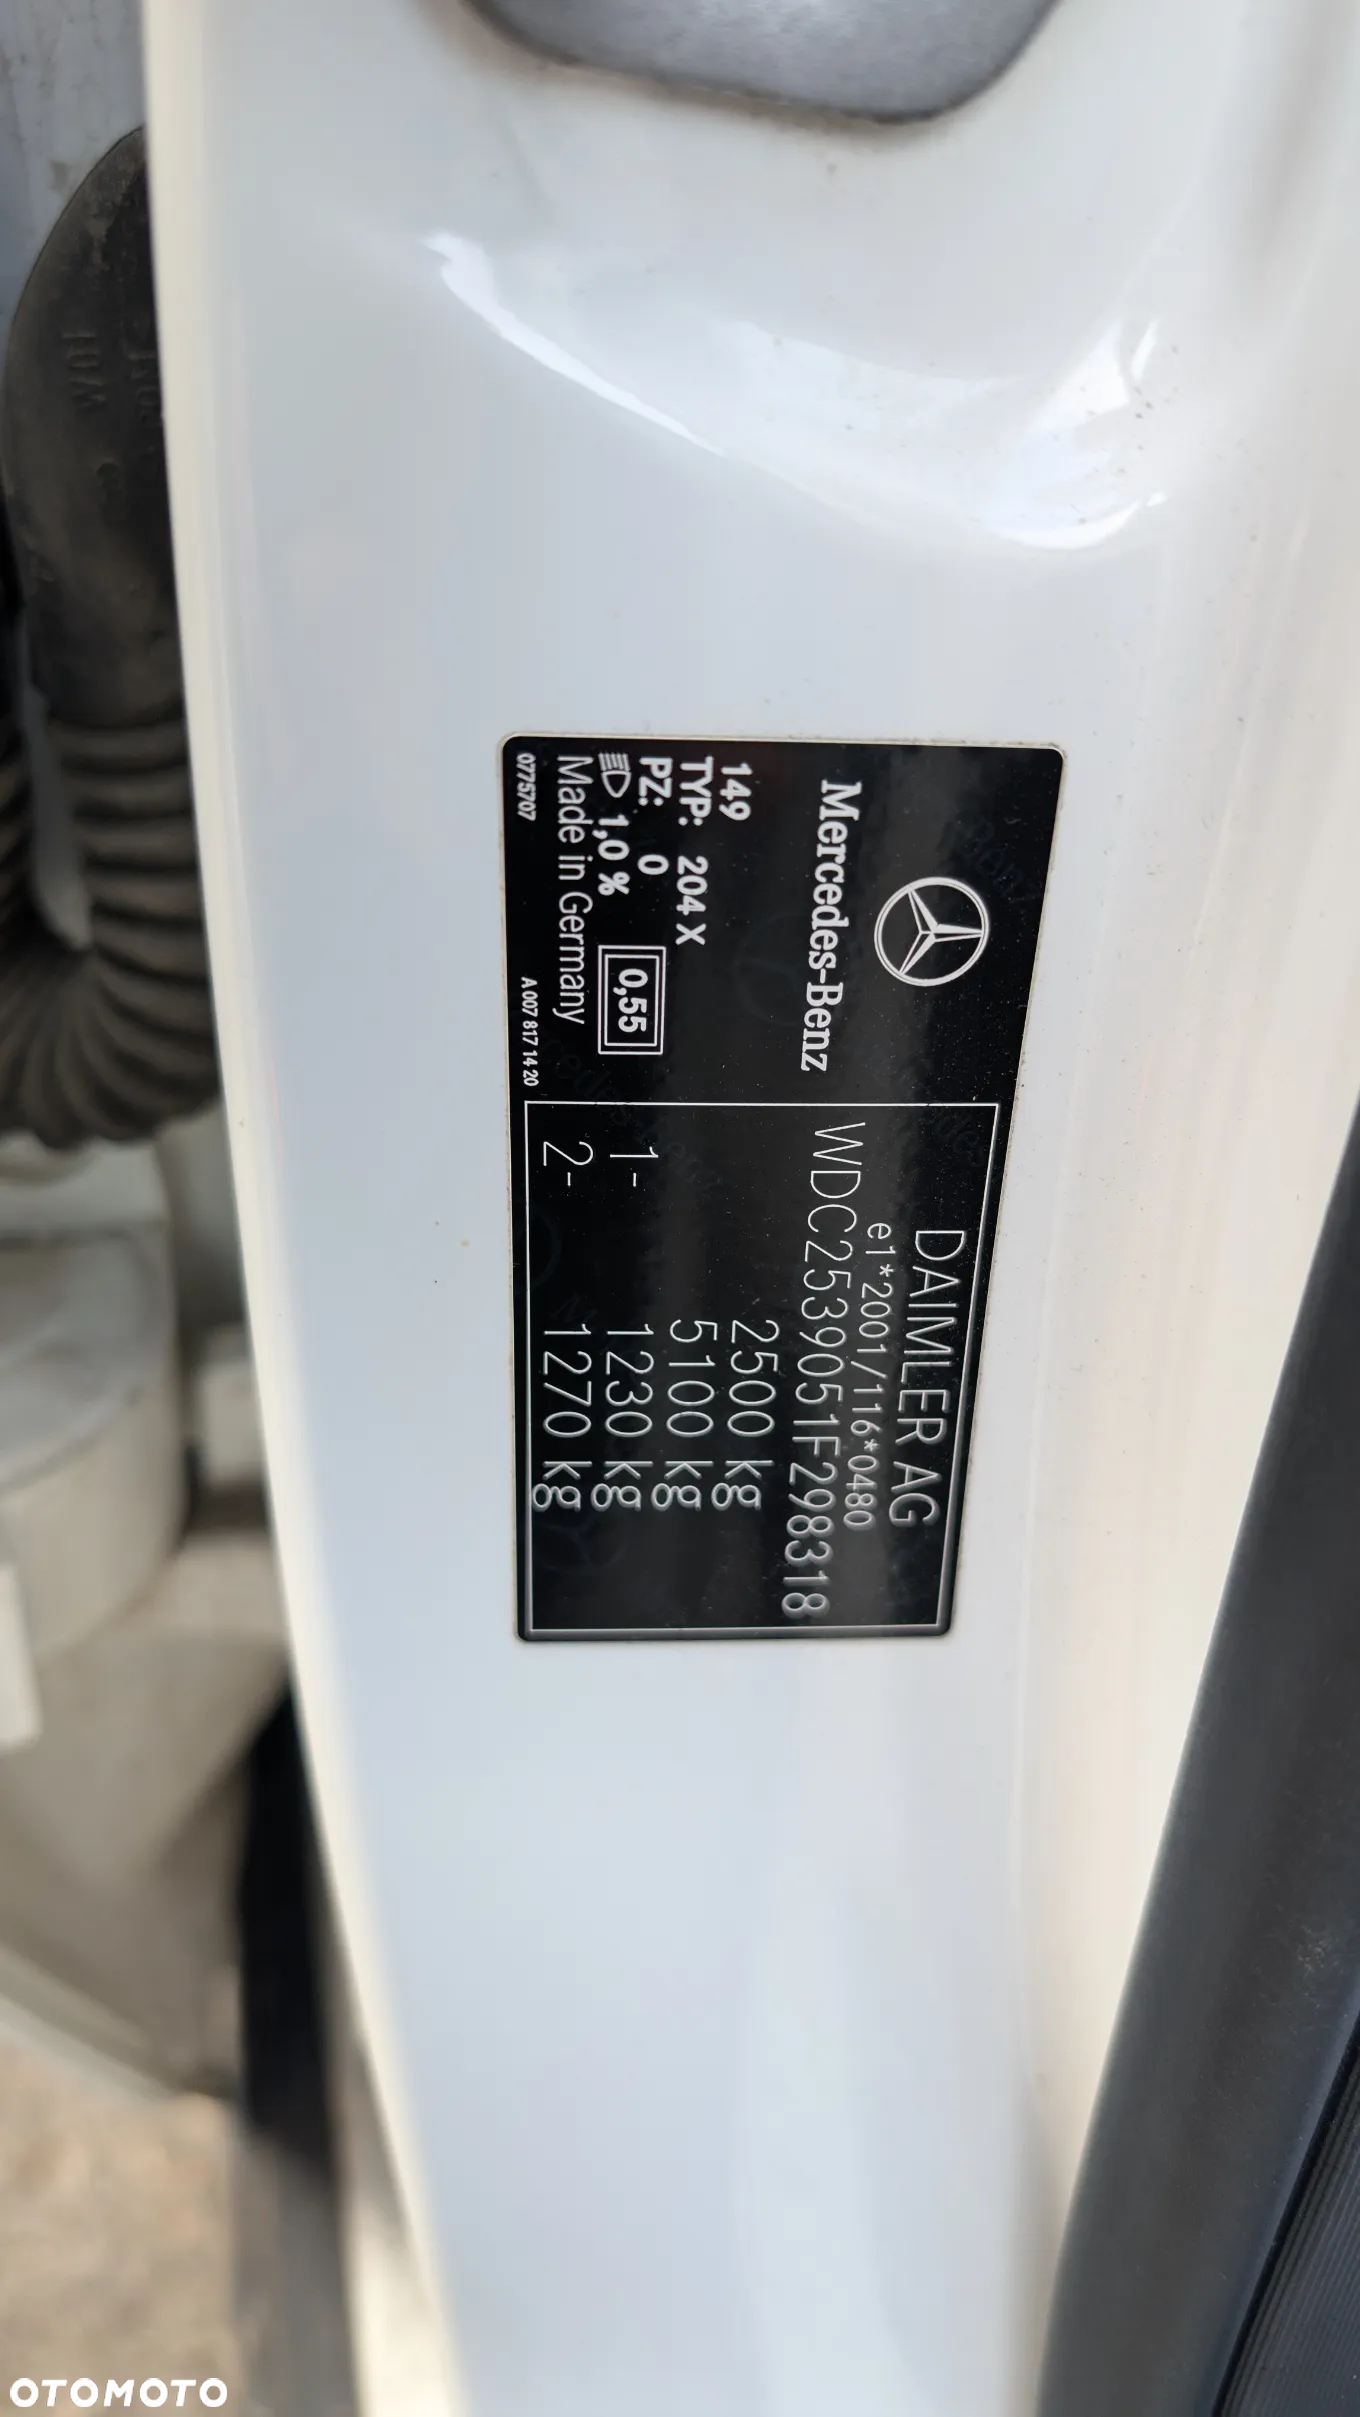 Mercedes-Benz
149
TYP: 204 X
PZ: 0
1,0 %
0,55
Made in Germany
0775707
A 007 817 14 20
DAIMLER AG
e1*2001/116*0480
WDC2539051F298318
2500 kg
5100 kg
1- 1230 kg
2- 1270 kg
OTOMOTO